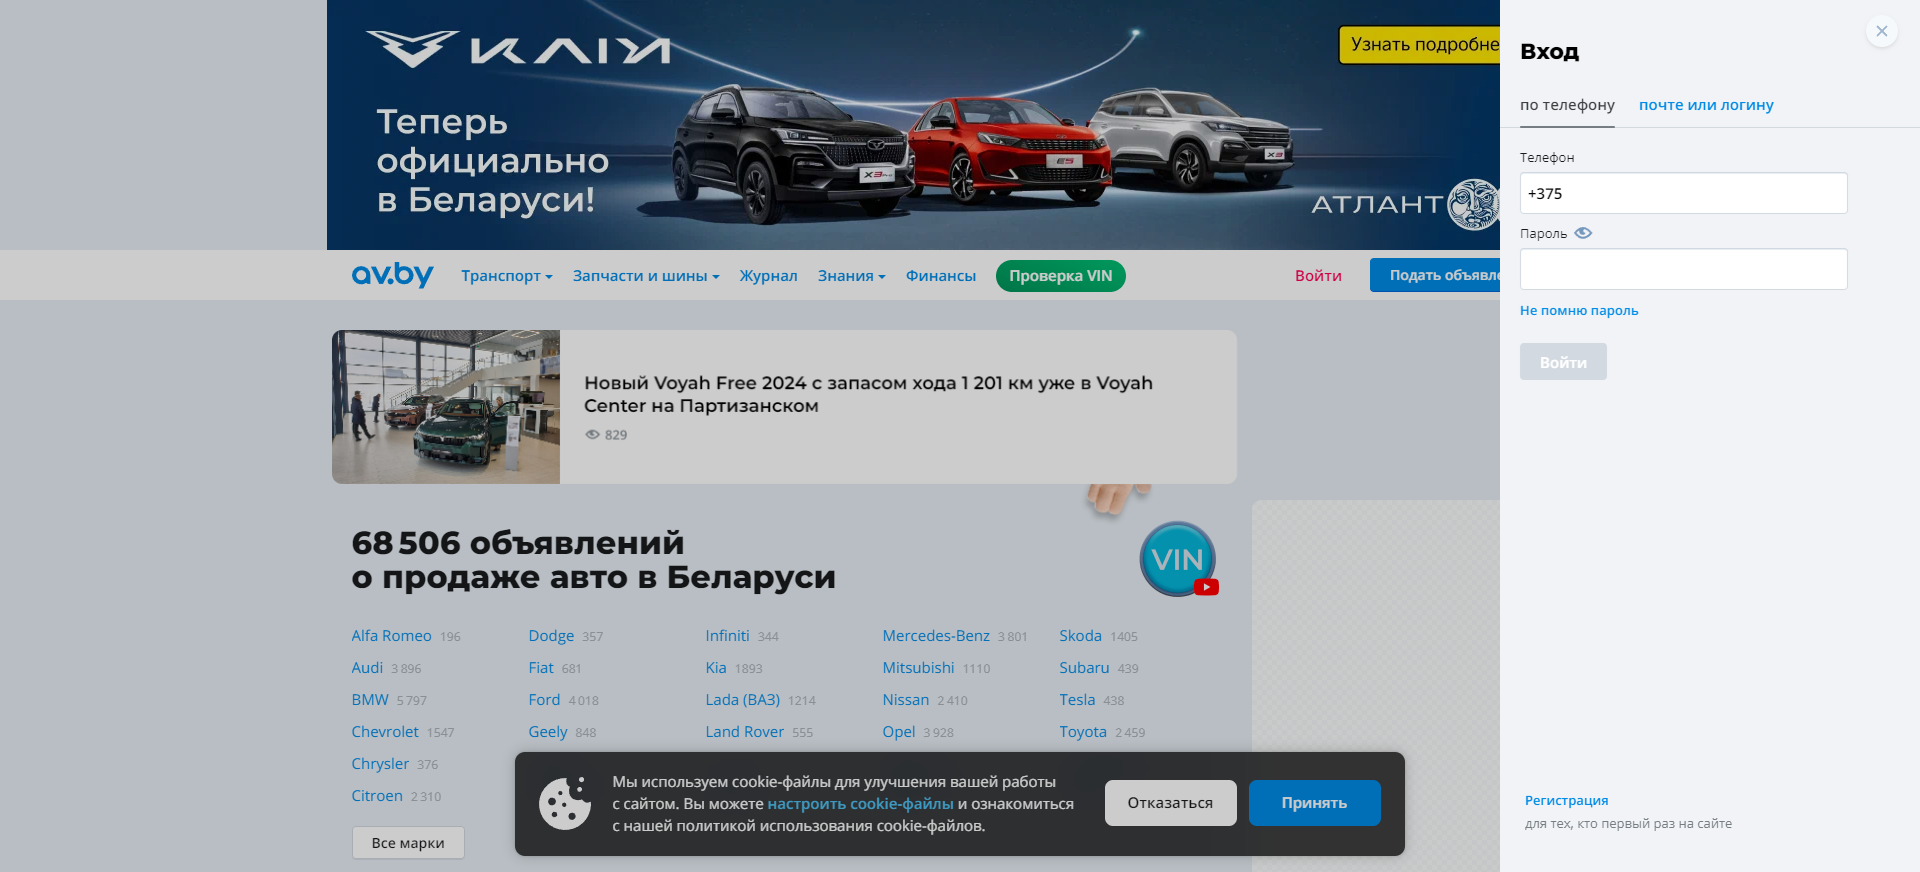 KΛIΛ
Узнать подробне
Теперь
официально
в Беларуси!
X3 Pro
E5
X3
АТЛАНТ
av.by
Транспорт
Запчасти и шины
Журнал
Знания
Финансы
Проверка VIN
Войти
Подать объявле
Новый Voyah Free 2024 с запасом хода 1 201 км уже в Voyah
Center на Партизанском
829
68 506 объявлений
о продаже авто в Беларуси
VIN
Alfa Romeo 196
Dodge 357
Infiniti 344
Mercedes-Benz 3 801
Skoda 1405
Audi 3 896
Fiat 681
Kia 1893
Mitsubishi 1110
Subaru 439
BMW 5 797
Ford 4 018
Lada (ВАЗ) 1214
Nissan 2 410
Tesla 438
Chevrolet 1547
Geely 848
Land Rover 555
Opel 3 928
Toyota 2 459
Chrysler 376
Citroen 2 310
Все марки
Мы используем cookie-файлы для улучшения вашей работы
с сайтом. Вы можете настроить cookie-файлы и ознакомиться
с нашей политикой использования cookie-файлов.
Отказаться
Принять
Вход
по телефону
почте или логину
Телефон
+375
Пароль
Не помню пароль
Войти
Регистрация
для тех, кто первый раз на сайте